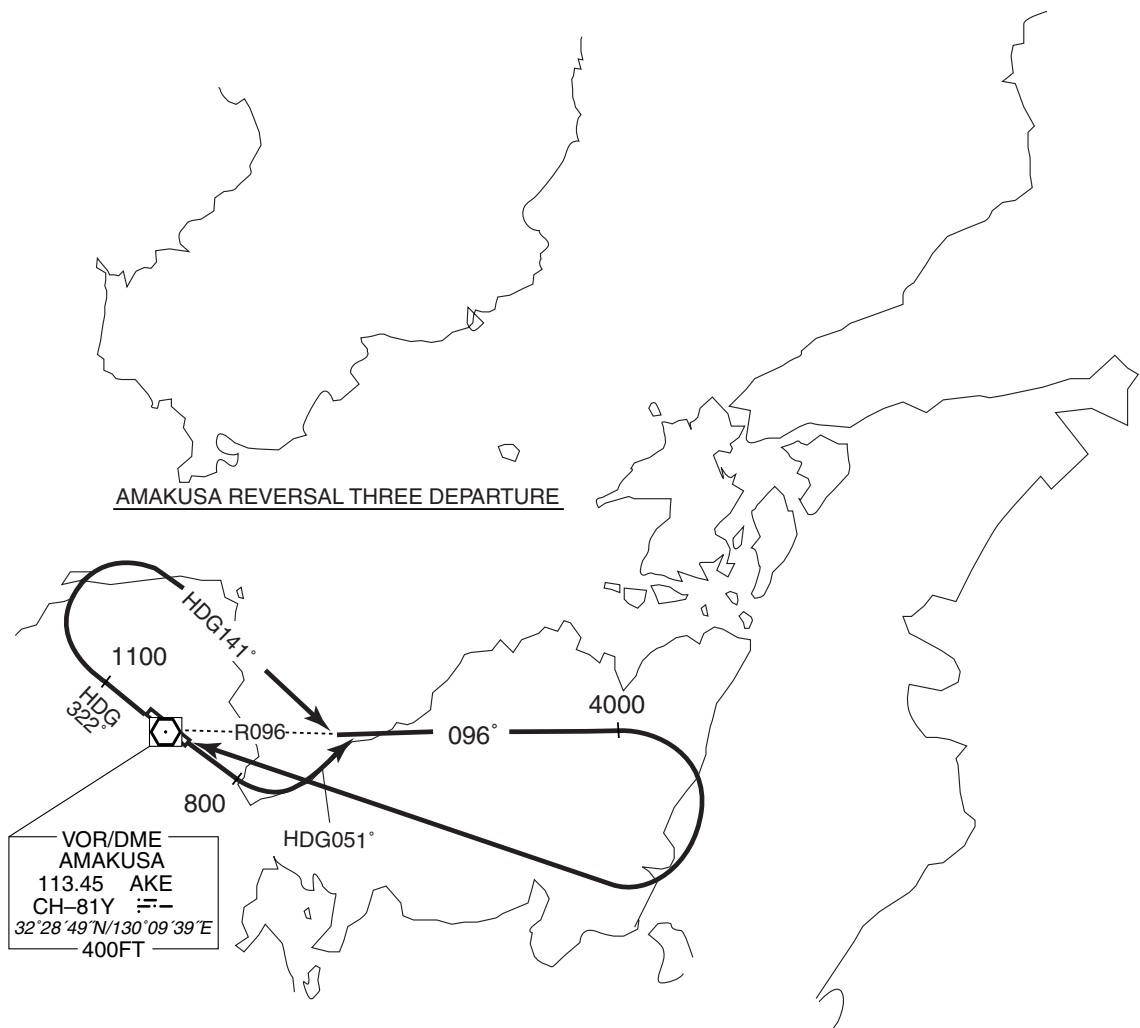 AMAKUSA REVERSAL THREE DEPARTURE
HDG141°
1100
HDG
322°
R096
096°
4000
800
HDG051°
VOR/DME
AMAKUSA
113.45 AKE
CH–81Y
32°28′49″N/130°09′39″E
400FT